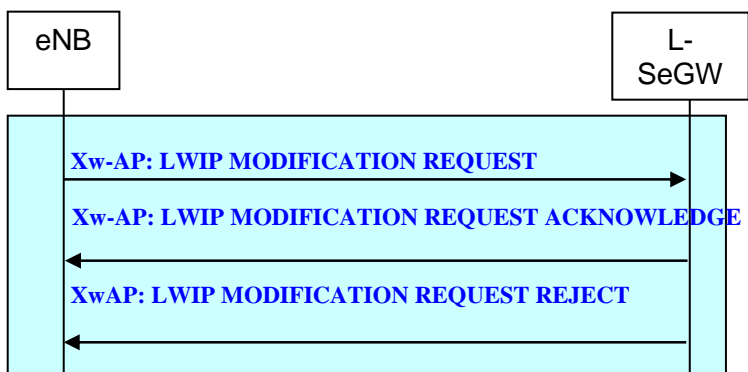 eNB
L-
SeGW
Xw-AP: LWIP MODIFICATION REQUEST
Xw-AP: LWIP MODIFICATION REQUEST ACKNOWLEDGE
XwAP: LWIP MODIFICATION REQUEST REJECT